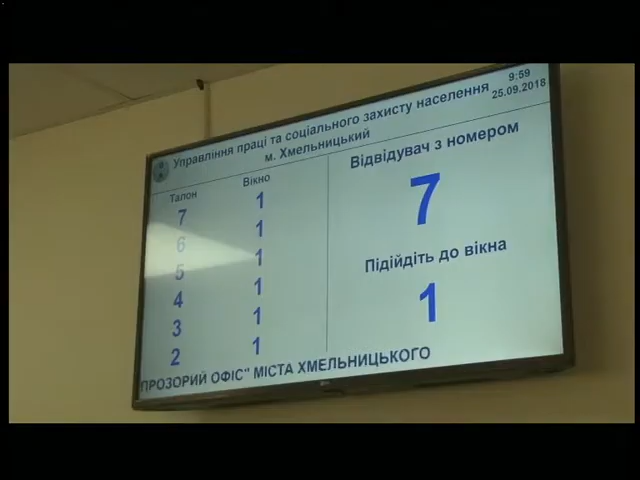 Управління праці та соціального захисту населення
м. Хмельницький
9:59
25.09.2018
Талон Вікно
7 1
6 1
5 1
4 1
3 1
2 1
Відвідувач з номером
7
Підійдіть до вікна
1
ПРОЗОРИЙ ОФІС" МІСТА ХМЕЛЬНИЦЬКОГО